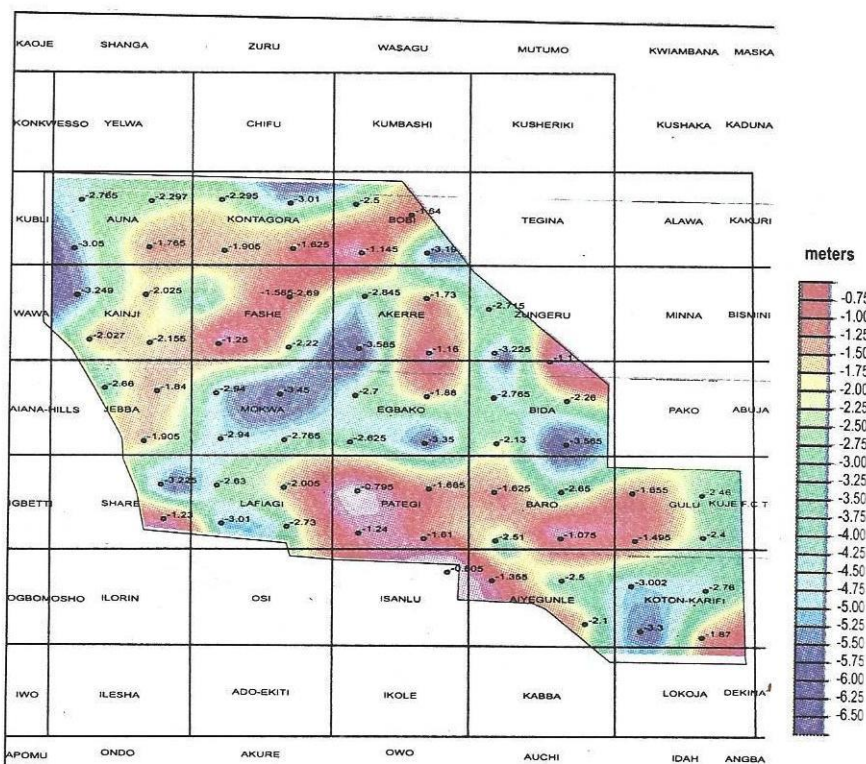 KAOJE SHANGA ZURU WASAGU MUTUMO KWIAMBANA MASKA
KONKWESSO YELWA CHIFU KUMBASHI KUSHERIKI KUSHAKA KADUNA
-2.765 -2.297 -2.295 -3.01 -2.5 -1.64
KUBLI AUNA KONTAGORA BOBI TEGINA ALAWA KAKURI
-3.05 -1.765 -1.905 -1.625 -1.145 -3.19
meters
-3.249 -2.025 -1.565 -2.69 -2.845 -1.73 -2.715
WAWA KAINJI FASHE AKERRE ZUNGERU MINNA BISMINI
-2.027 -2.155 -1.25 -2.22 -3.585 -1.16 -3.225 -1.1
-2.66 -1.84 -2.94 -3.45 -2.7 -1.88 -2.765 -2.26
AIANA-HILLS JEBBA MOKWA EGBAKO BIDA PAKO ABUJA
-1.905 -2.94 -2.765 -2.625 -3.35 -2.13 -3.565
-3.225 -2.63 -2.005 -0.795 -1.665 -1.625 -2.65 -1.655 -2.46
IGBETTI SHARE LAFIAGI PATEGI BARO GULU KUJE F.C T
-1.23 -3.01 -2.73 -1.24 -1.61 -2.51 -1.075 -1.495 -2.4
-0.805 -1.355 -2.5 -3.002 -2.76
OGBOMOSHO ILORIN OSI ISANLU AIYEGUNLE KOTON-KARIFI
-2.1 -3.3 -1.87
IWO ILESHA ADO-EKITI IKOLE KABBA LOKOJA DEKINA
APOMU ONDO AKURE OWO AUCHI IDAH ANGBA
-0.75
-1.00
-1.25
-1.50
-1.75
-2.00
-2.25
-2.50
-2.75
-3.00
-3.25
-3.50
-3.75
-4.00
-4.50
-4.75
-5.00
-5.25
-5.50
-5.75
-6.00
-6.25
-6.50